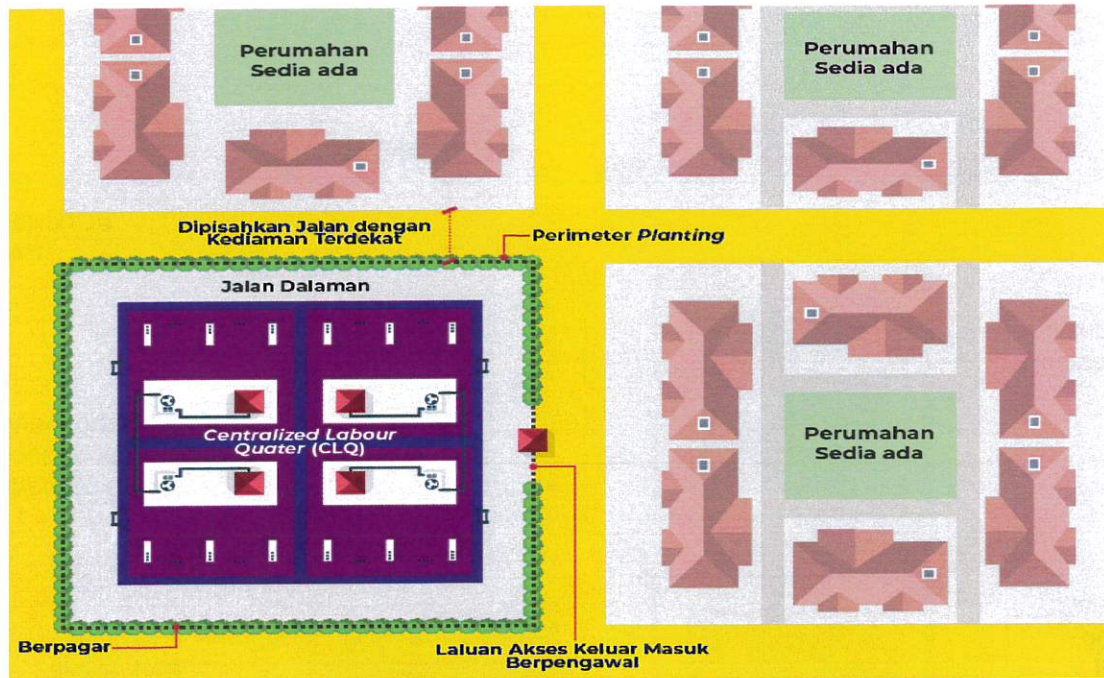 Perumahan
Sedia ada
Perumahan
Sedia ada
Dipisahkan Jalan dengan
Kediaman Terdekat
Perimeter Planting
Jalan Dalaman
Centralized Labour
Quater (CLQ)
Perumahan
Sedia ada
Berpagar
Laluan Akses Keluar Masuk
Berpengawal